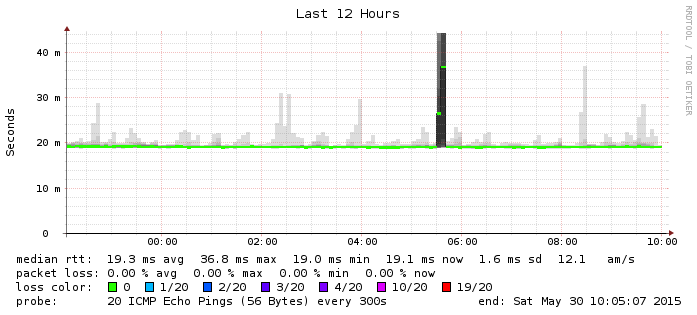 Last 12 Hours
RRDTOOL / TOBI OETIKER
Seconds
40 m
30 m
20 m
10 m
0
00:00 02:00 04:00 06:00 08:00 10:00
median rtt: 19.3 ms avg 36.8 ms max 19.0 ms min 19.1 ms now 1.6 ms sd 12.1 am/s
packet loss: 0.00 % avg 0.00 % max 0.00 % min 0.00 % now
loss color: 0 1/20 2/20 3/20 4/20 10/20 19/20
probe: 20 ICMP Echo Pings (56 Bytes) every 300s end: Sat May 30 10:05:07 2015